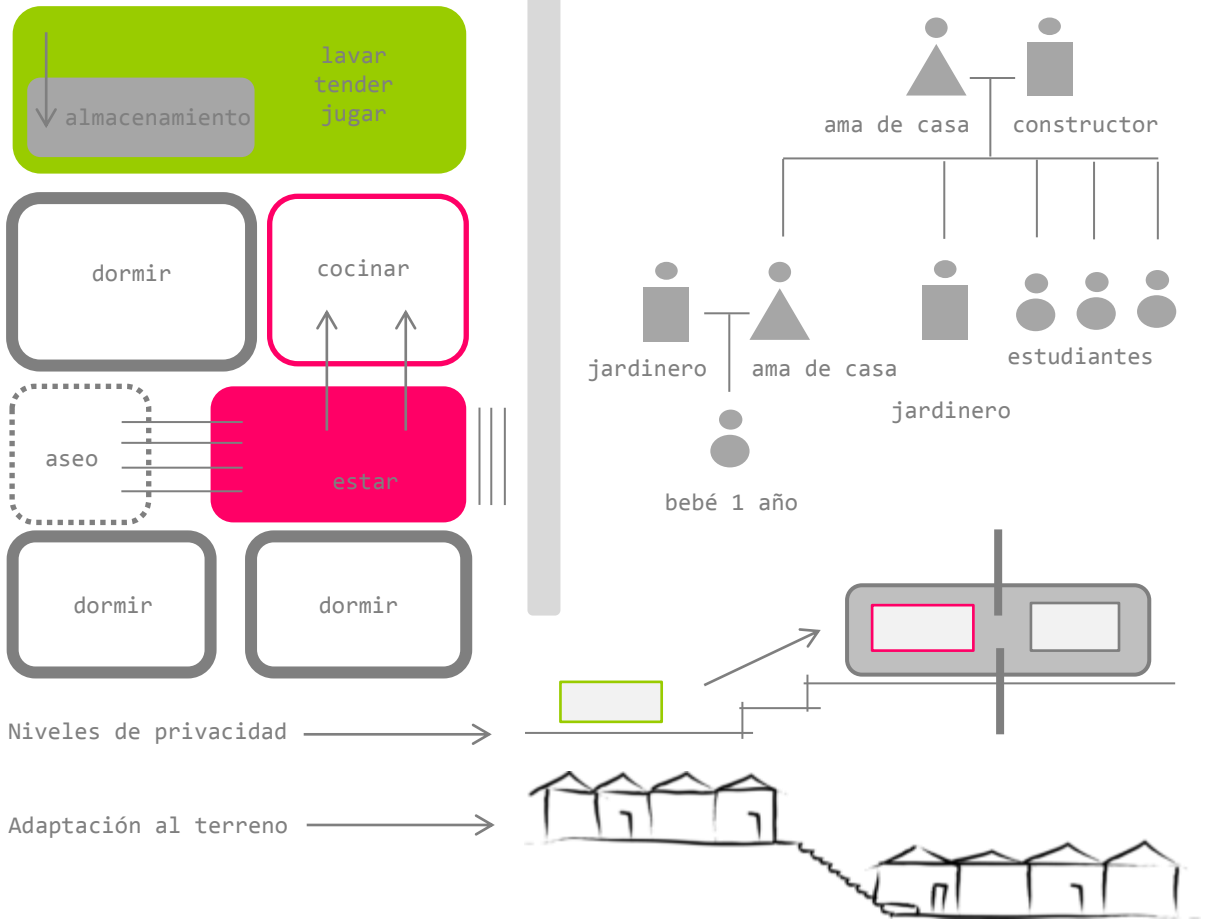 lavar
tender
jugar
almacenamiento
dormir
cocinar
aseo
estar
dormir
dormir
ama de casa
constructor
jardinero
ama de casa
jardinero
estudiantes
bebé 1 año
Niveles de privacidad
Adaptación al terreno